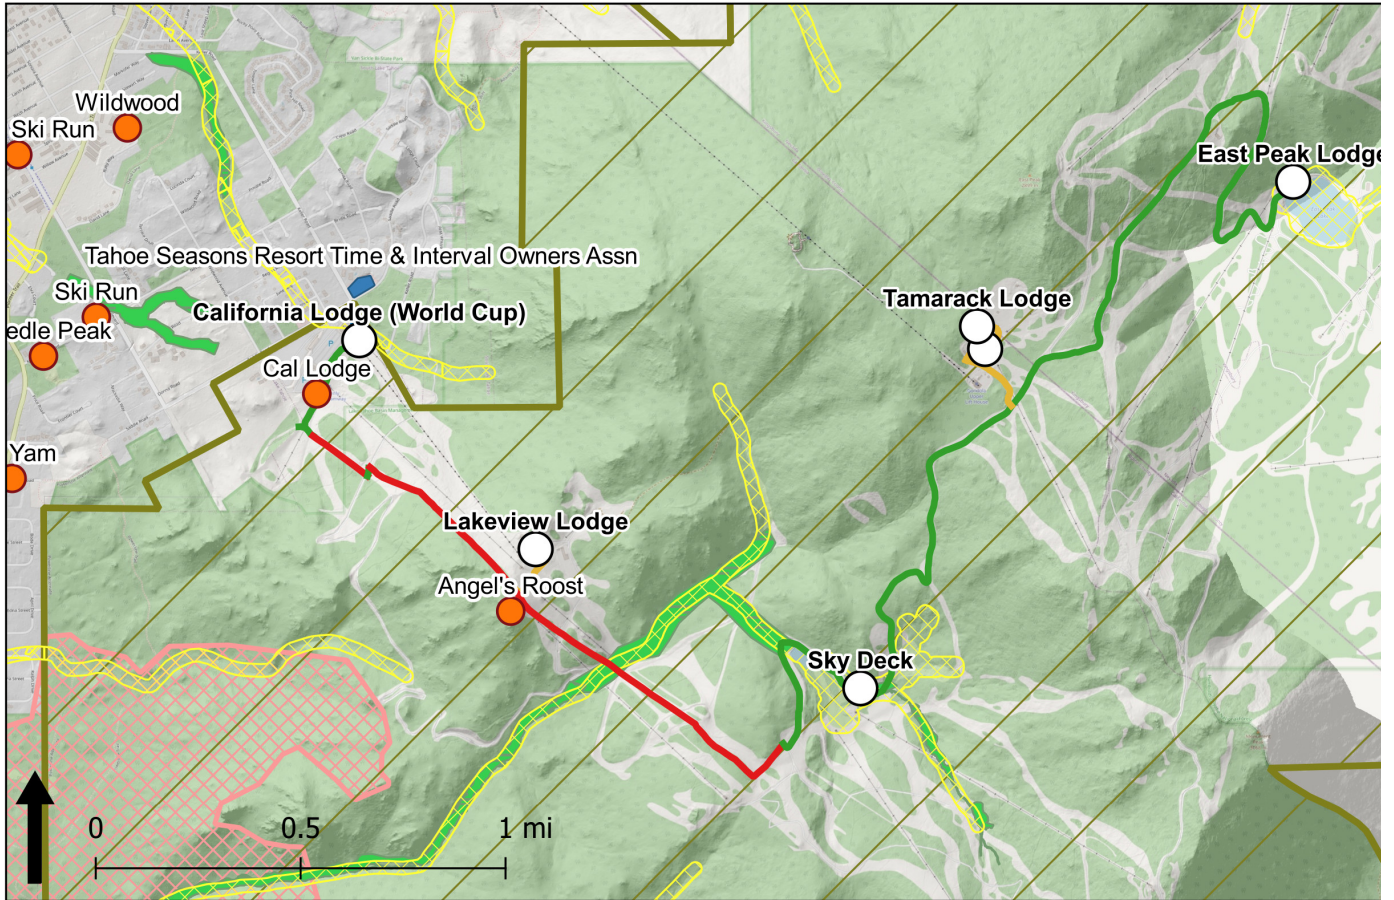 Wildwood
Ski Run
East Peak Lodge
Tahoe Seasons Resort Time & Interval Owners Assn
Ski Run
California Lodge (World Cup)
Tamarack Lodge
edle Peak
Cal Lodge
Yam
Lakeview Lodge
Angel's Roost
Sky Deck
0 0.5 1 mi